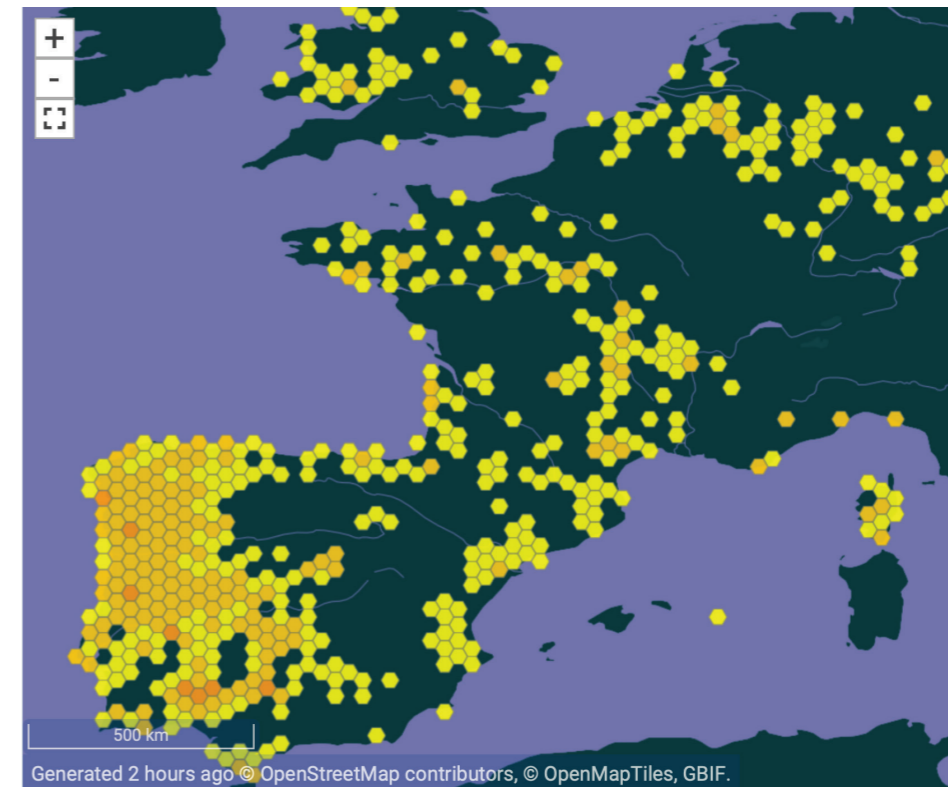 +
-
500 km
Generated 2 hours ago © OpenStreetMap contributors, © OpenMapTiles, GBIF.